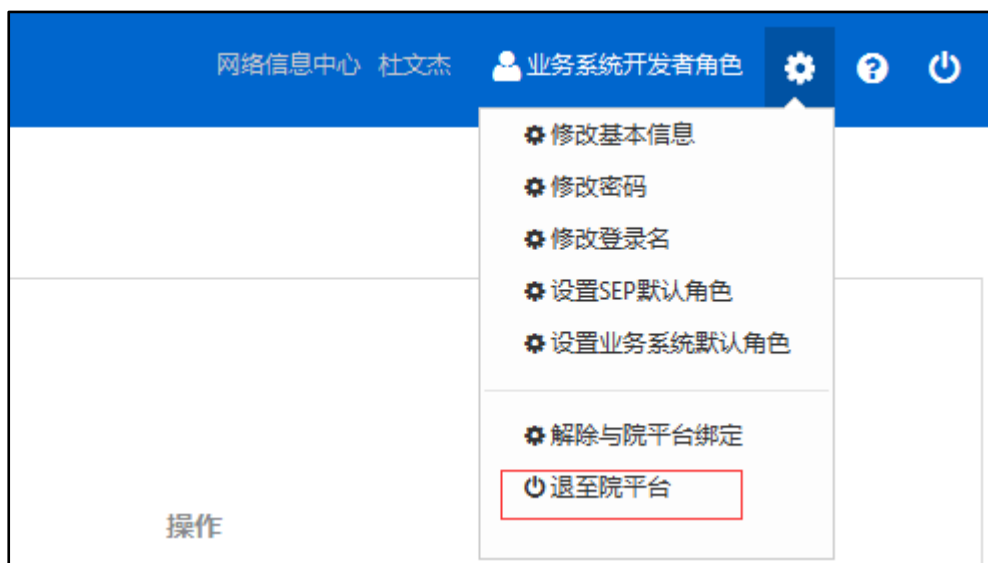 网络信息中心 杜文杰 业务系统开发者角色
修改基本信息
修改密码
修改登录名
设置SEP默认角色
设置业务系统默认角色
解除与院平台绑定
退至院平台
操作